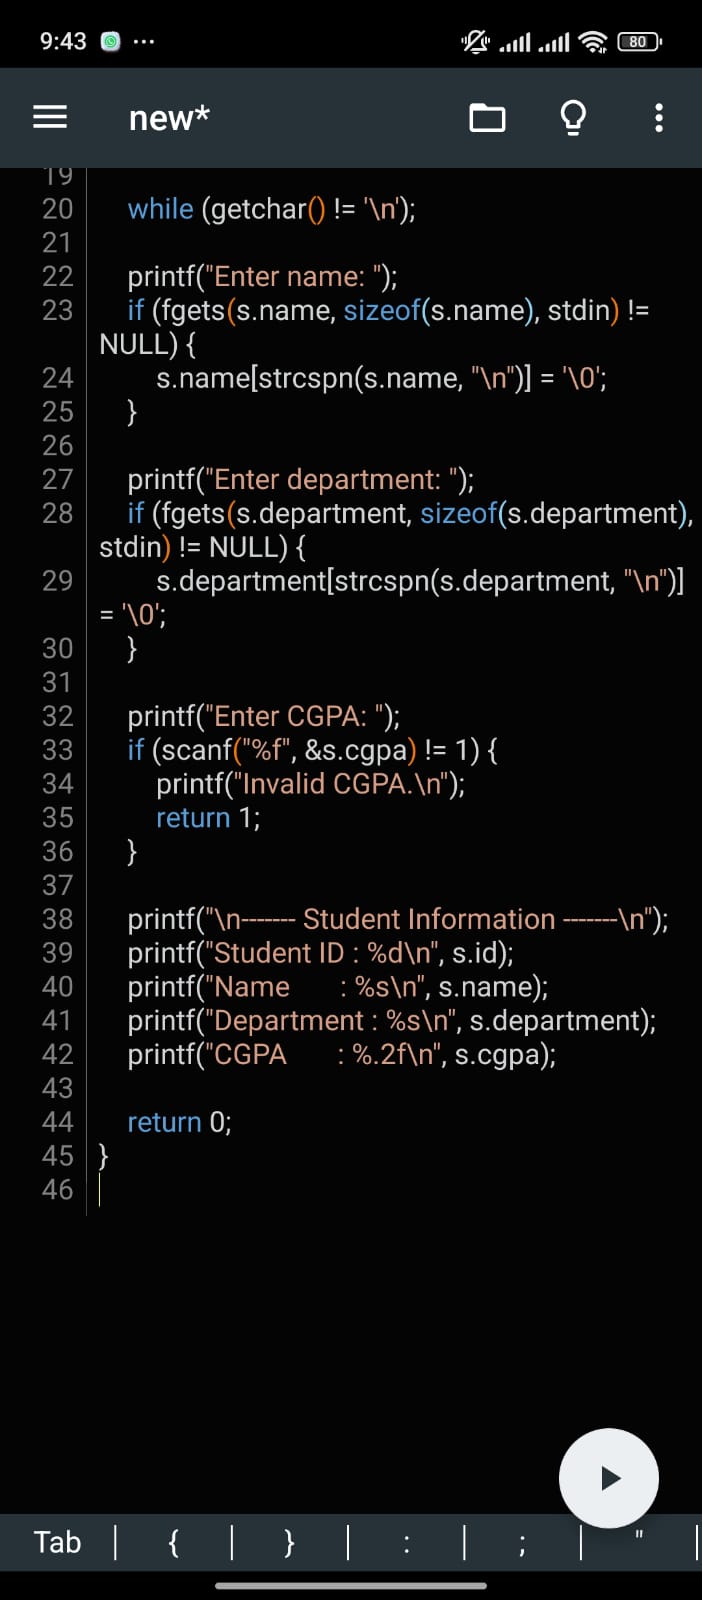 9:43 ... 80
new*
19
20 while (getchar() != '\n');
21
22 printf("Enter name: ");
23 if (fgets(s.name, sizeof(s.name), stdin) !=
NULL) {
24 s.name[strcspn(s.name, "\n")] = '\0';
25 }
26
27 printf("Enter department: ");
28 if (fgets(s.department, sizeof(s.department),
stdin) != NULL) {
29 s.department[strcspn(s.department, "\n")]
= '\0';
30 }
31
32 printf("Enter CGPA: ");
33 if (scanf("%f", &s.cgpa) != 1) {
34 printf("Invalid CGPA.\n");
35 return 1;
36 }
37
38 printf("\n------- Student Information -------\n");
39 printf("Student ID : %d\n", s.id);
40 printf("Name       : %s\n", s.name);
41 printf("Department : %s\n", s.department);
42 printf("CGPA       : %.2f\n", s.cgpa);
43
44 return 0;
45 }
46
Tab | { | } | : | ; | " |